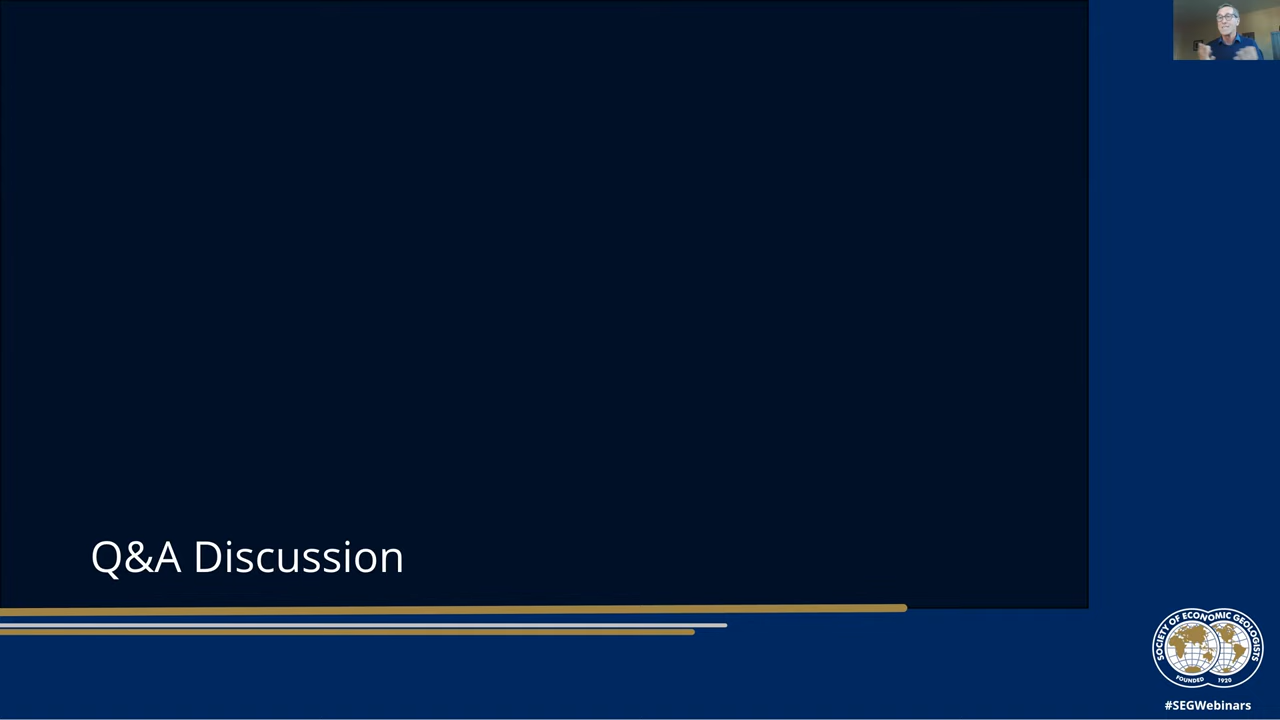 Q&A Discussion
SOCIETY OF ECONOMIC GEOLOGISTS
FOUNDED 1920
#SEGWebinars